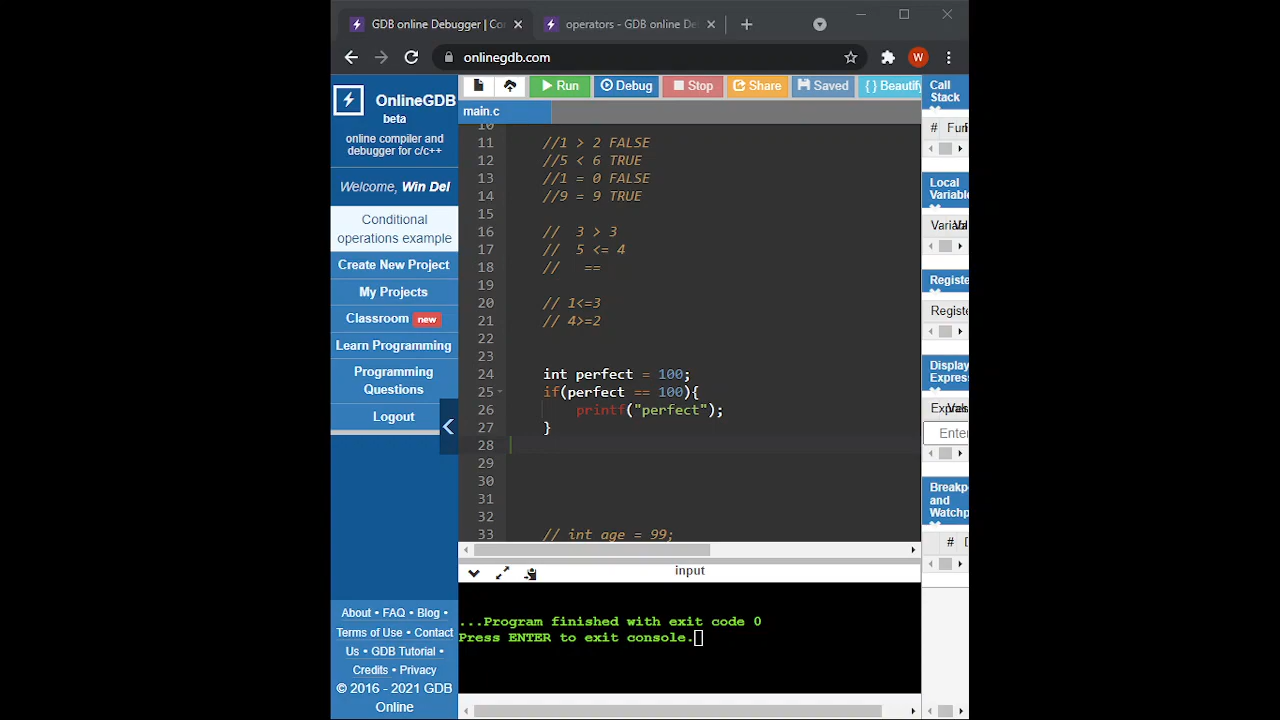 GDB online Debugger | Co
operators - GDB online De
onlinegdb.com
W
OnlineGDB
beta
online compiler and
debugger for c/c++
Welcome, Win Del
Conditional
operations example
Create New Project
My Projects
Classroom new
Learn Programming
Programming
Questions
Logout
About • FAQ • Blog •
Terms of Use • Contact
Us • GDB Tutorial •
Credits • Privacy
© 2016 - 2021 GDB
Online
Run Debug Stop Share Saved { } Beautify
main.c
10
11 //1 > 2 FALSE
12 //5 < 6 TRUE
13 //1 = 0 FALSE
14 //9 = 9 TRUE
15
16 // 3 > 3
17 // 5 <= 4
18 // ==
19
20 // 1<=3
21 // 4>=2
22
23
24 int perfect = 100;
25 if(perfect == 100){
26 printf("perfect");
27 }
28
29
30
31
32
33 // int age = 99;
input
...Program finished with exit code 0
Press ENTER to exit console.
Call
Stack
# Fun
Local
Variable
Register
Registe
Display
Express
Enter
Breakp
and
Watchp
#